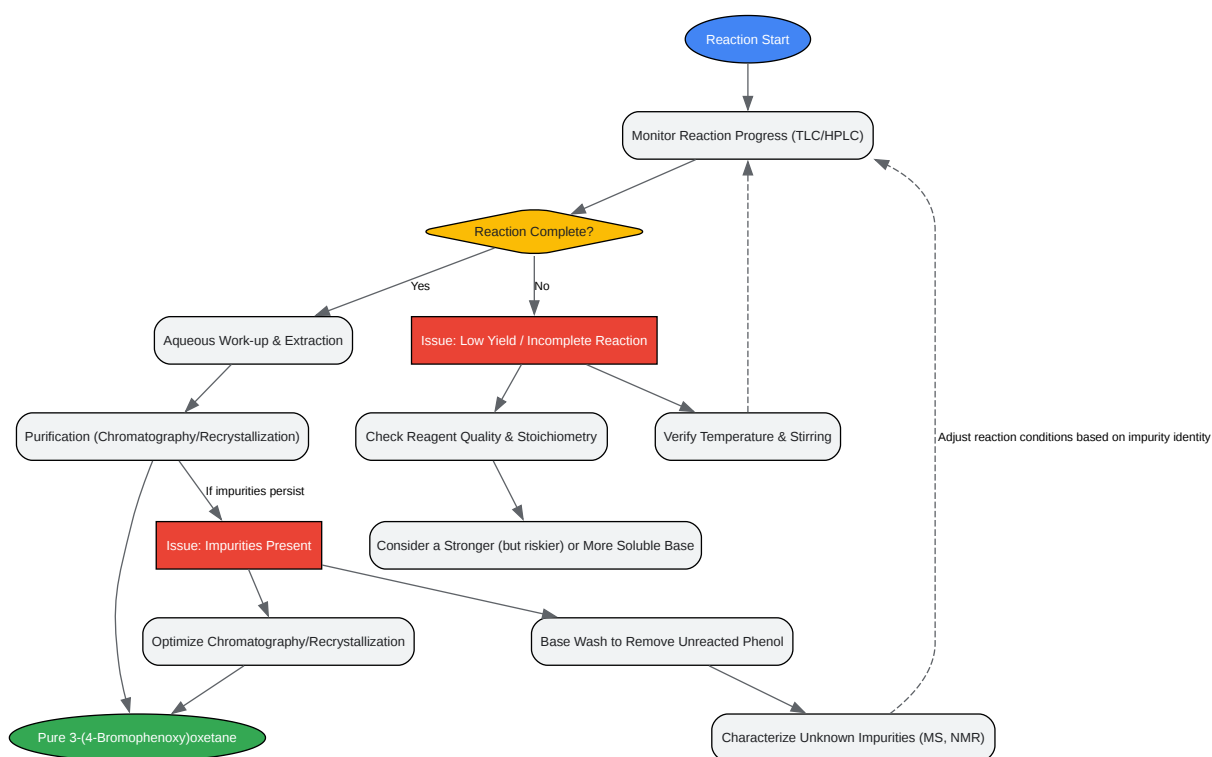 Reaction Start
Monitor Reaction Progress (TLC/HPLC)
Reaction Complete?
Yes
No
Aqueous Work-up & Extraction
Issue: Low Yield / Incomplete Reaction
Purification (Chromatography/Recrystallization)
Check Reagent Quality & Stoichiometry
Verify Temperature & Stirring
Adjust reaction conditions based on impurity identity
If impurities persist
Issue: Impurities Present
Consider a Stronger (but riskier) or More Soluble Base
Optimize Chromatography/Recrystallization
Base Wash to Remove Unreacted Phenol
Pure 3-(4-Bromophenoxy)oxetane
Characterize Unknown Impurities (MS, NMR)